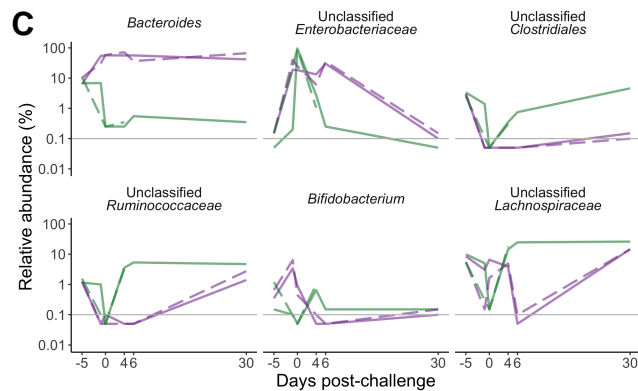 C
Bacteroides
Unclassified
Enterobacteriaceae
Unclassified
Clostridiales
100
10
1
0.1
0.01
Relative abundance (%)
Unclassified
Ruminococcaceae
Bifidobacterium
Unclassified
Lachnospiraceae
100
10
1
0.1
0.01
-5 0 4 6 30
-5 0 4 6 30
-5 0 4 6 30
Days post-challenge